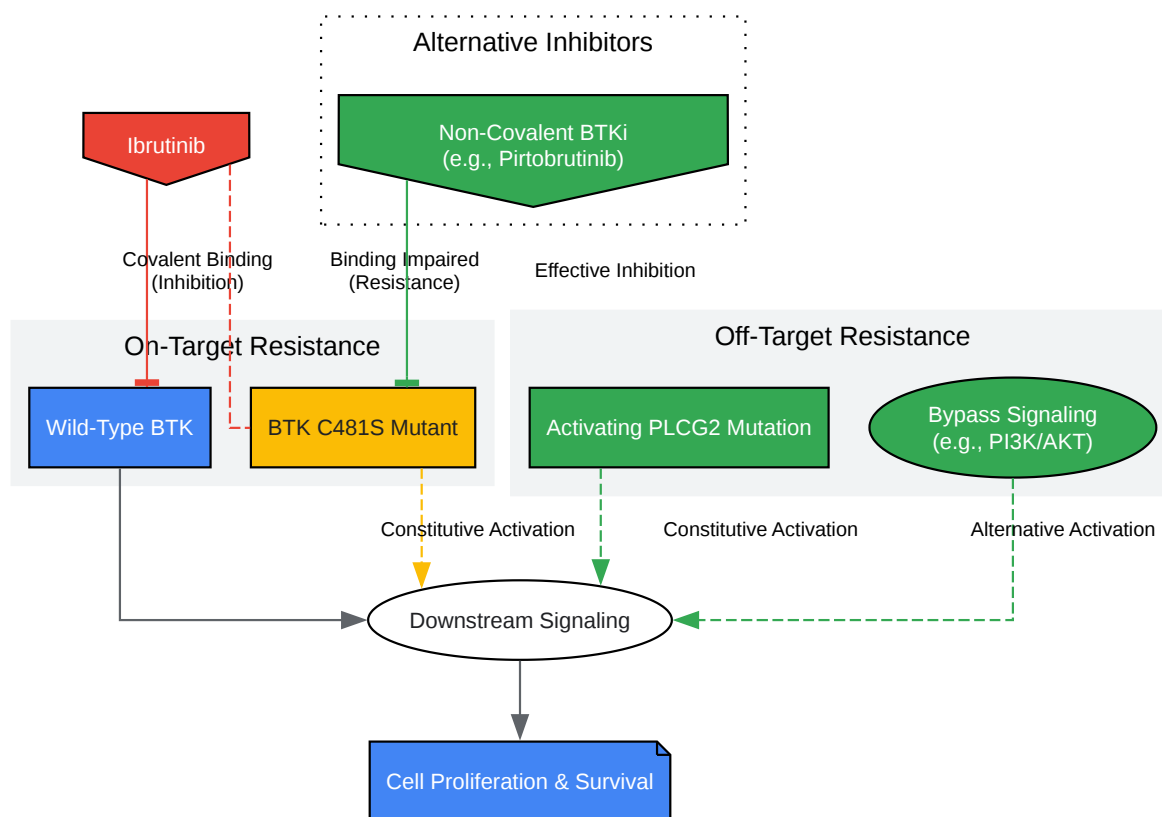 Alternative Inhibitors
Ibrutinib
Non-Covalent BTKi
(e.g., Pirtobrutinib)
Covalent Binding
(Inhibition)
Binding Impaired
(Resistance)
Effective Inhibition
On-Target Resistance
Off-Target Resistance
Wild-Type BTK
BTK C481S Mutant
Activating PLCG2 Mutation
Bypass Signaling
(e.g., PI3K/AKT)
Constitutive Activation
Constitutive Activation
Alternative Activation
Downstream Signaling
Cell Proliferation & Survival